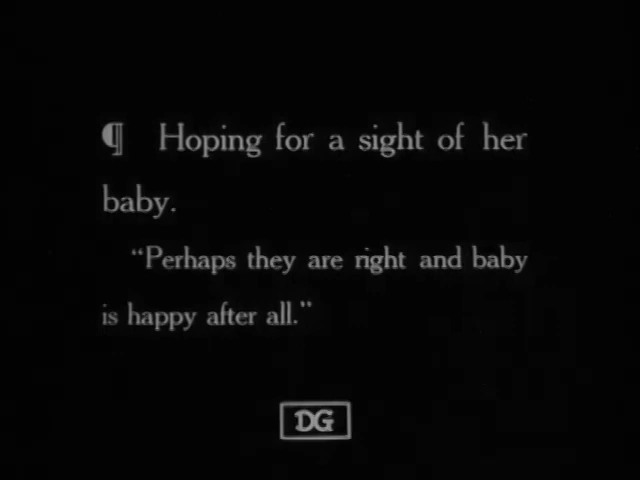 ¶ Hoping for a sight of her
baby.
“Perhaps they are right and baby
is happy after all.”
DG